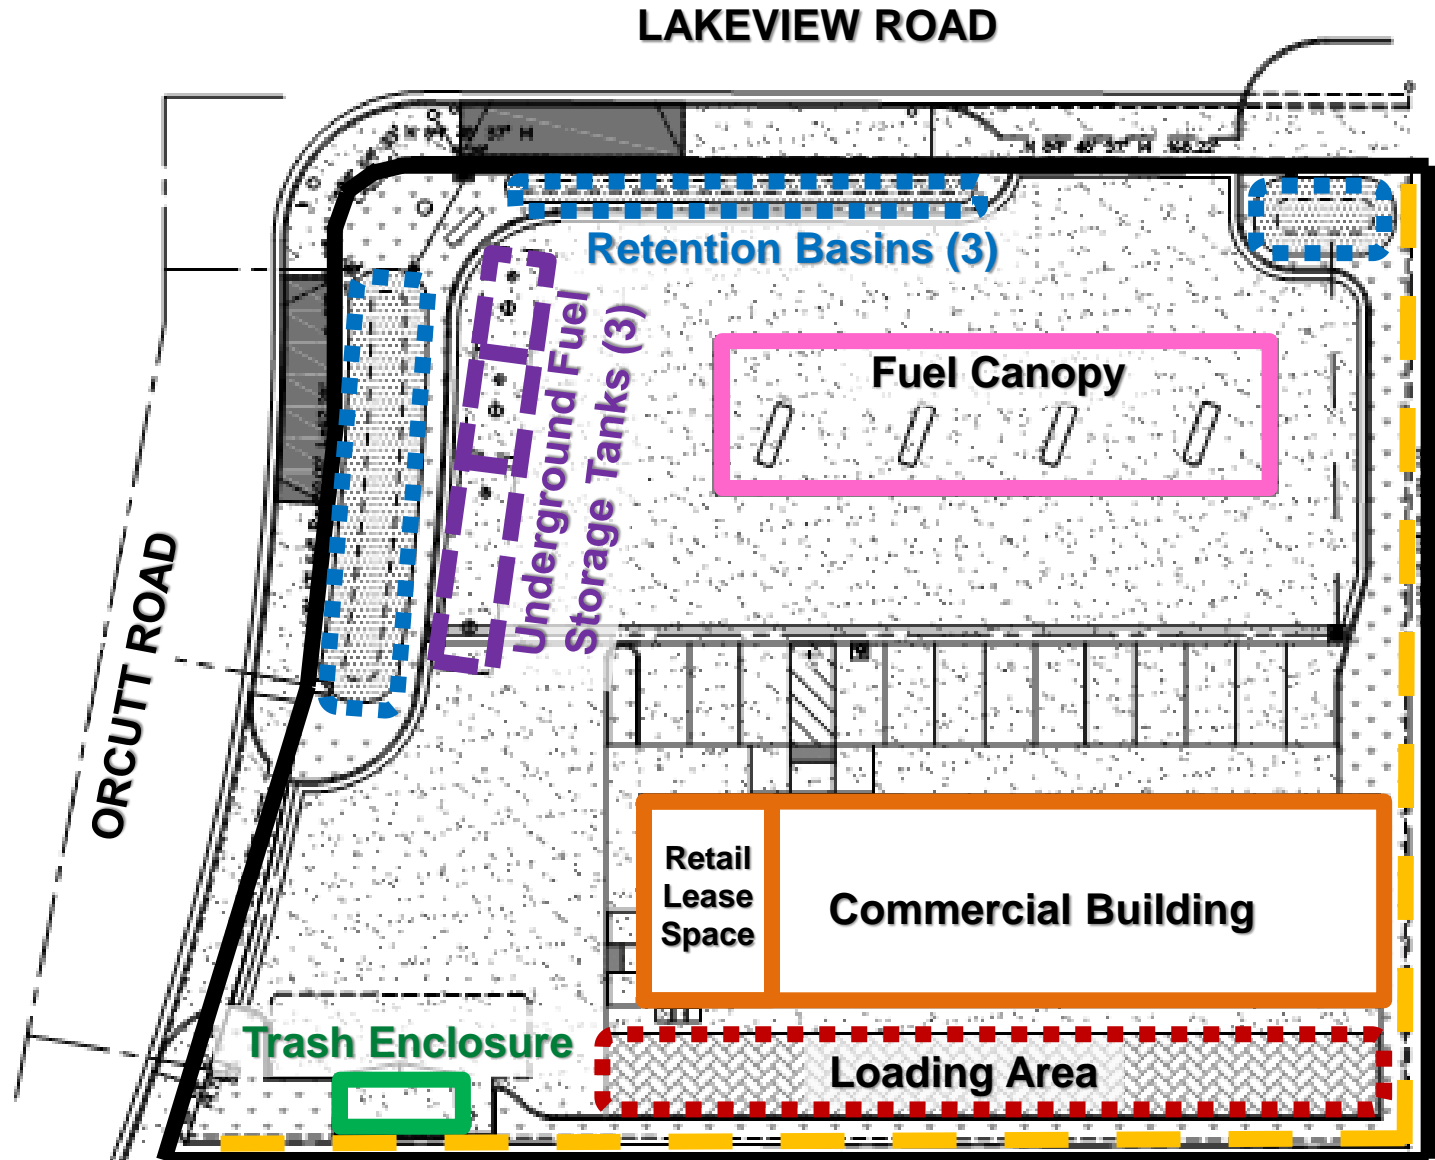 LAKEVIEW ROAD
Retention Basins (3)
Underground Fuel
Storage Tanks (3)
Fuel Canopy
ORCUTT ROAD
Retail
Lease
Space
Commercial Building
Trash Enclosure
Loading Area